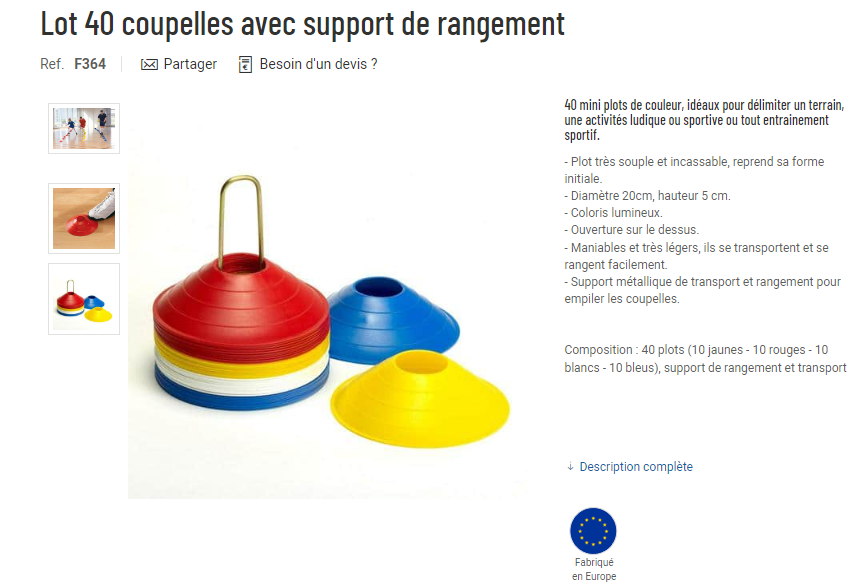 Lot 40 coupelles avec support de rangement
Ref. F364 Partager Besoin d'un devis ?
40 mini plots de couleur, idéaux pour délimiter un terrain,
une activités ludique ou sportive ou tout entrainement
sportif.
- Plot très souple et incassable, reprend sa forme
initiale.
- Diamètre 20cm, hauteur 5 cm.
- Coloris lumineux.
- Ouverture sur le dessus.
- Maniables et très légers, ils se transportent et se
rangent facilement.
- Support métallique de transport et rangement pour
empiler les coupelles.
Composition : 40 plots (10 jaunes - 10 rouges - 10
blancs - 10 bleus), support de rangement et transport
Description complète
Fabriqué
en Europe